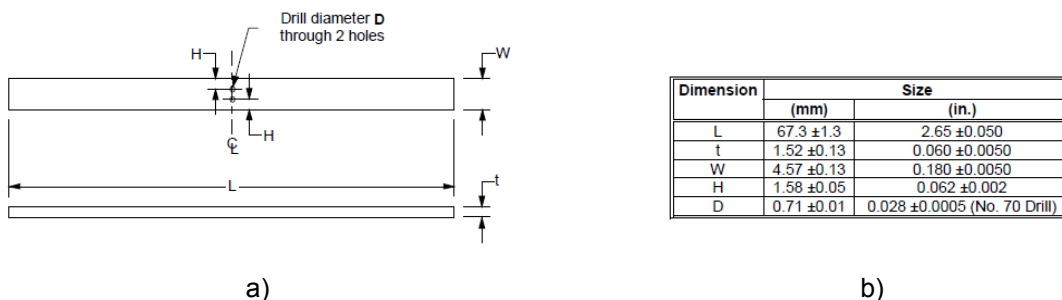 Drill diameter D
through 2 holes
H
W
H
℄
L
t
Dimension Size
(mm) (in.)
L 67.3 ±1.3 2.65 ±0.050
t 1.52 ±0.13 0.060 ±0.0050
W 4.57 ±0.13 0.180 ±0.0050
H 1.58 ±0.05 0.062 ±0.002
D 0.71 ±0.01 0.028 ±0.0005 (No. 70 Drill)
a) b)